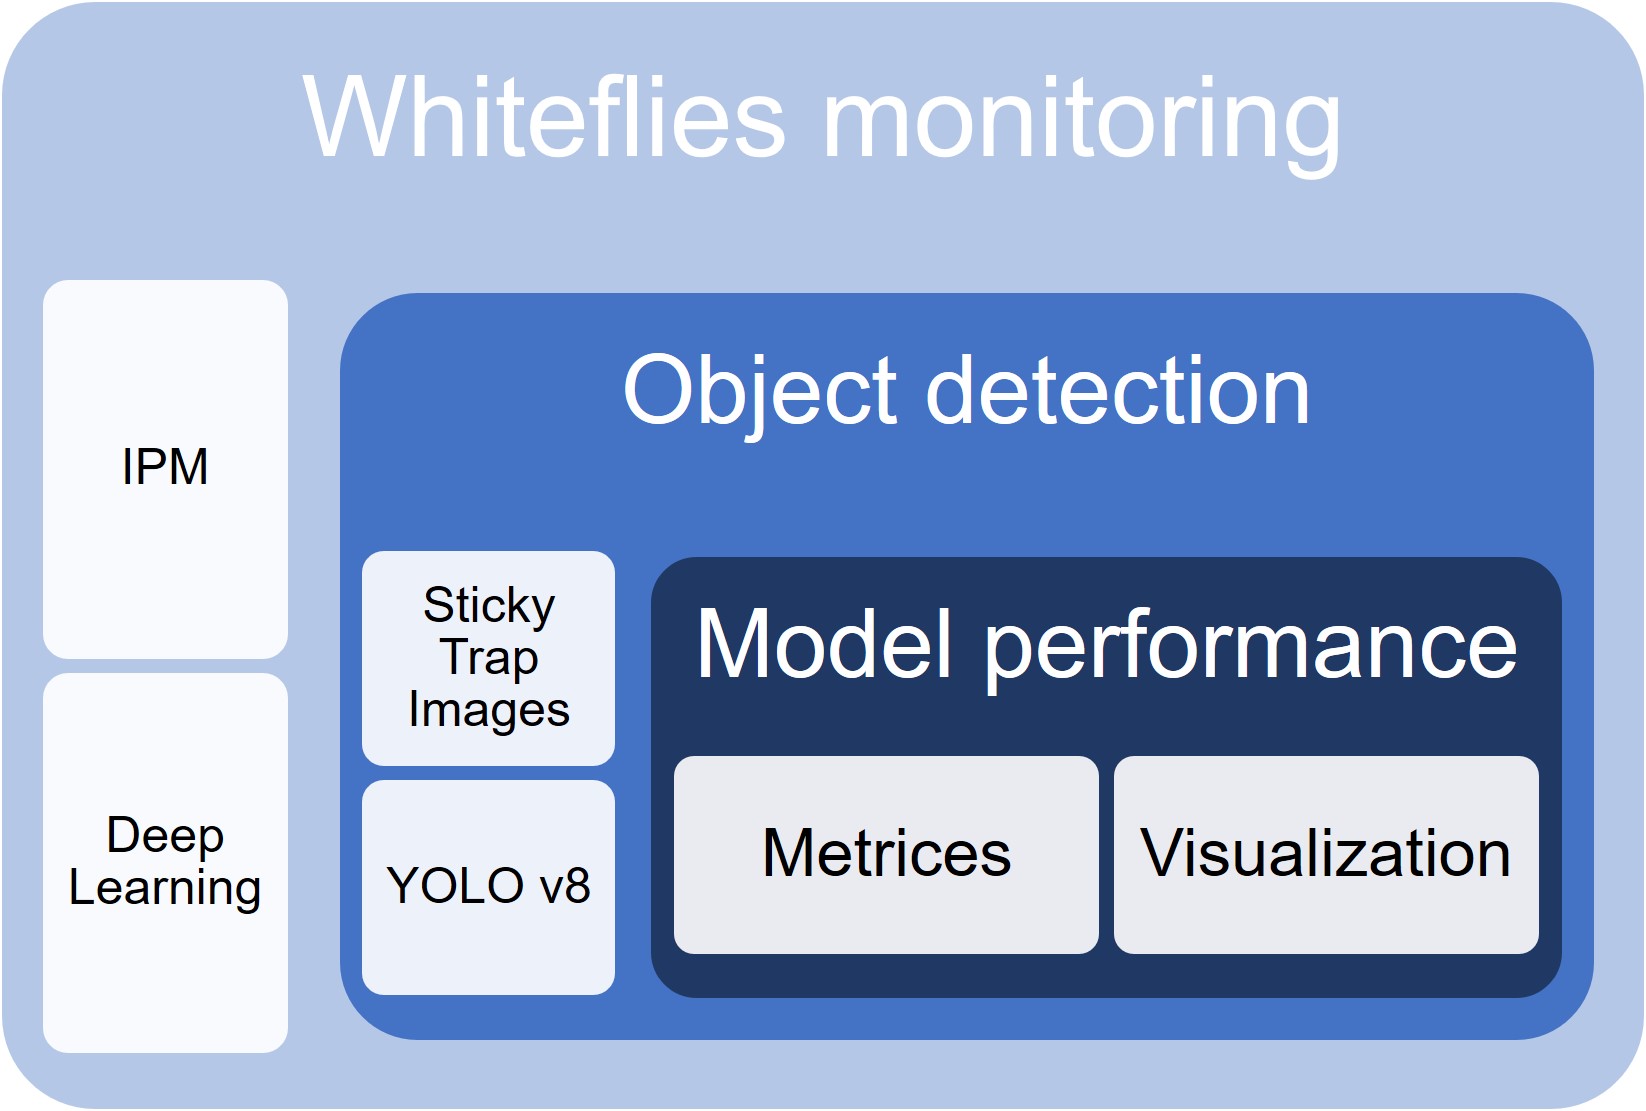 Whiteflies monitoring
IPM
Deep
Learning
Object detection
Sticky
Trap
Images
YOLO v8
Model performance
Metrices
Visualization